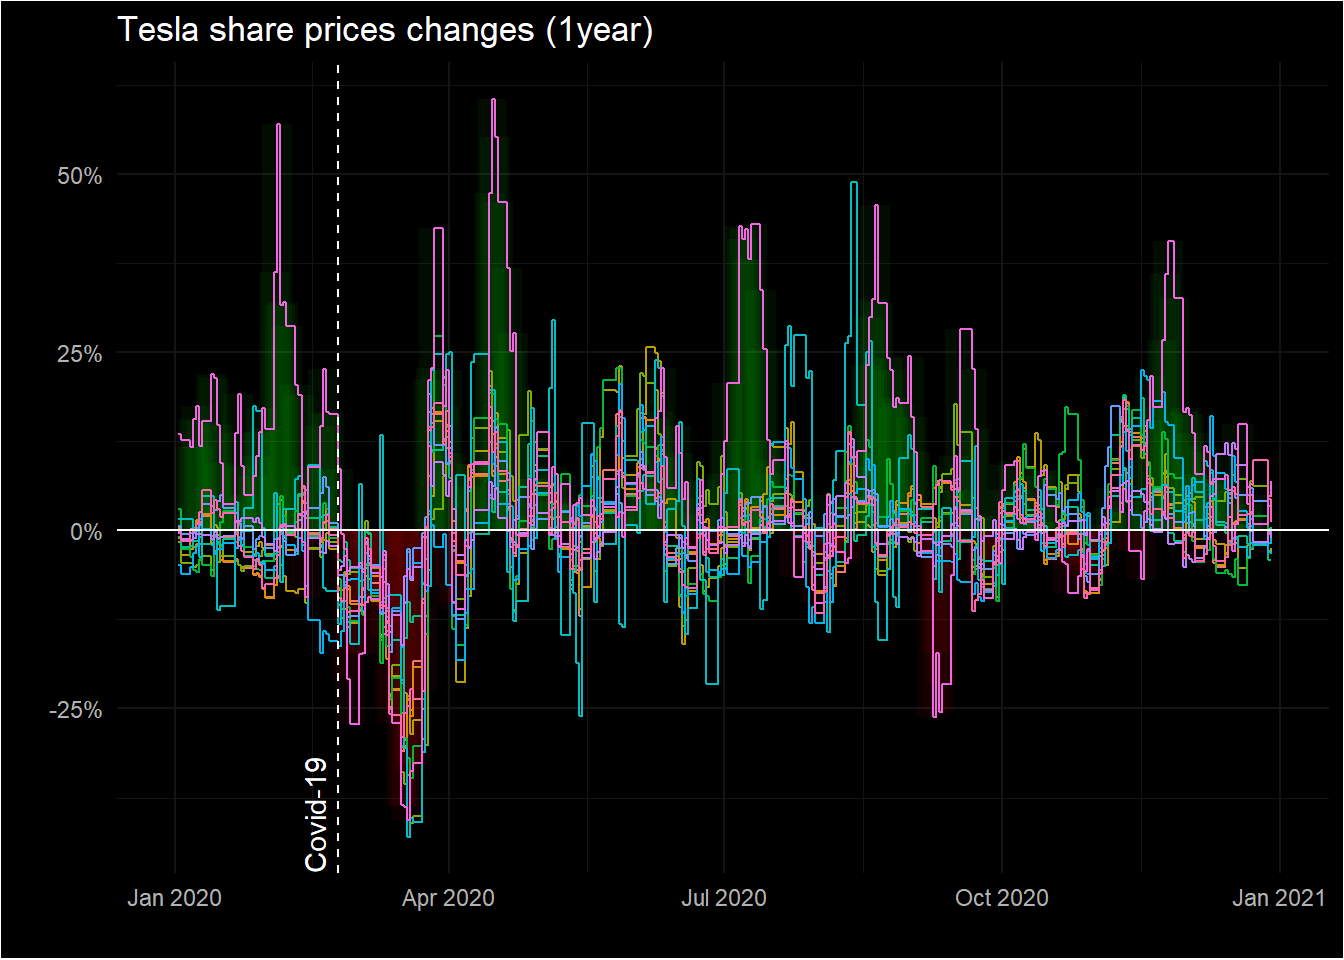 Tesla share prices changes (1year)
50%
25%
0%
-25%
Covid-19
Jan 2020
Apr 2020
Jul 2020
Oct 2020
Jan 2021